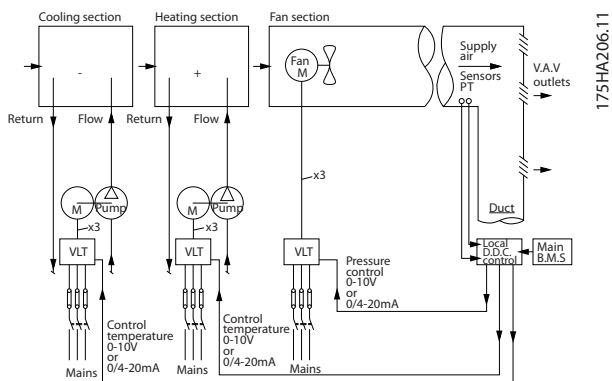 Cooling section
Heating section
Fan section
175HA206.11
-
+
Fan
M
Supply
air
Sensors
PT
V.A.V
outlets
Return
Flow
Return
Flow
M
Pump
M
Pump
x3
x3
x3
Duct
VLT
VLT
VLT
Local
D.D.C.
control
Main
B.M.S
Pressure
control
0-10V
or
0/4-20mA
Control
temperature
0-10V
or
0/4-20mA
Control
temperature
0-10V
or
0/4-20mA
Mains
Mains
Mains